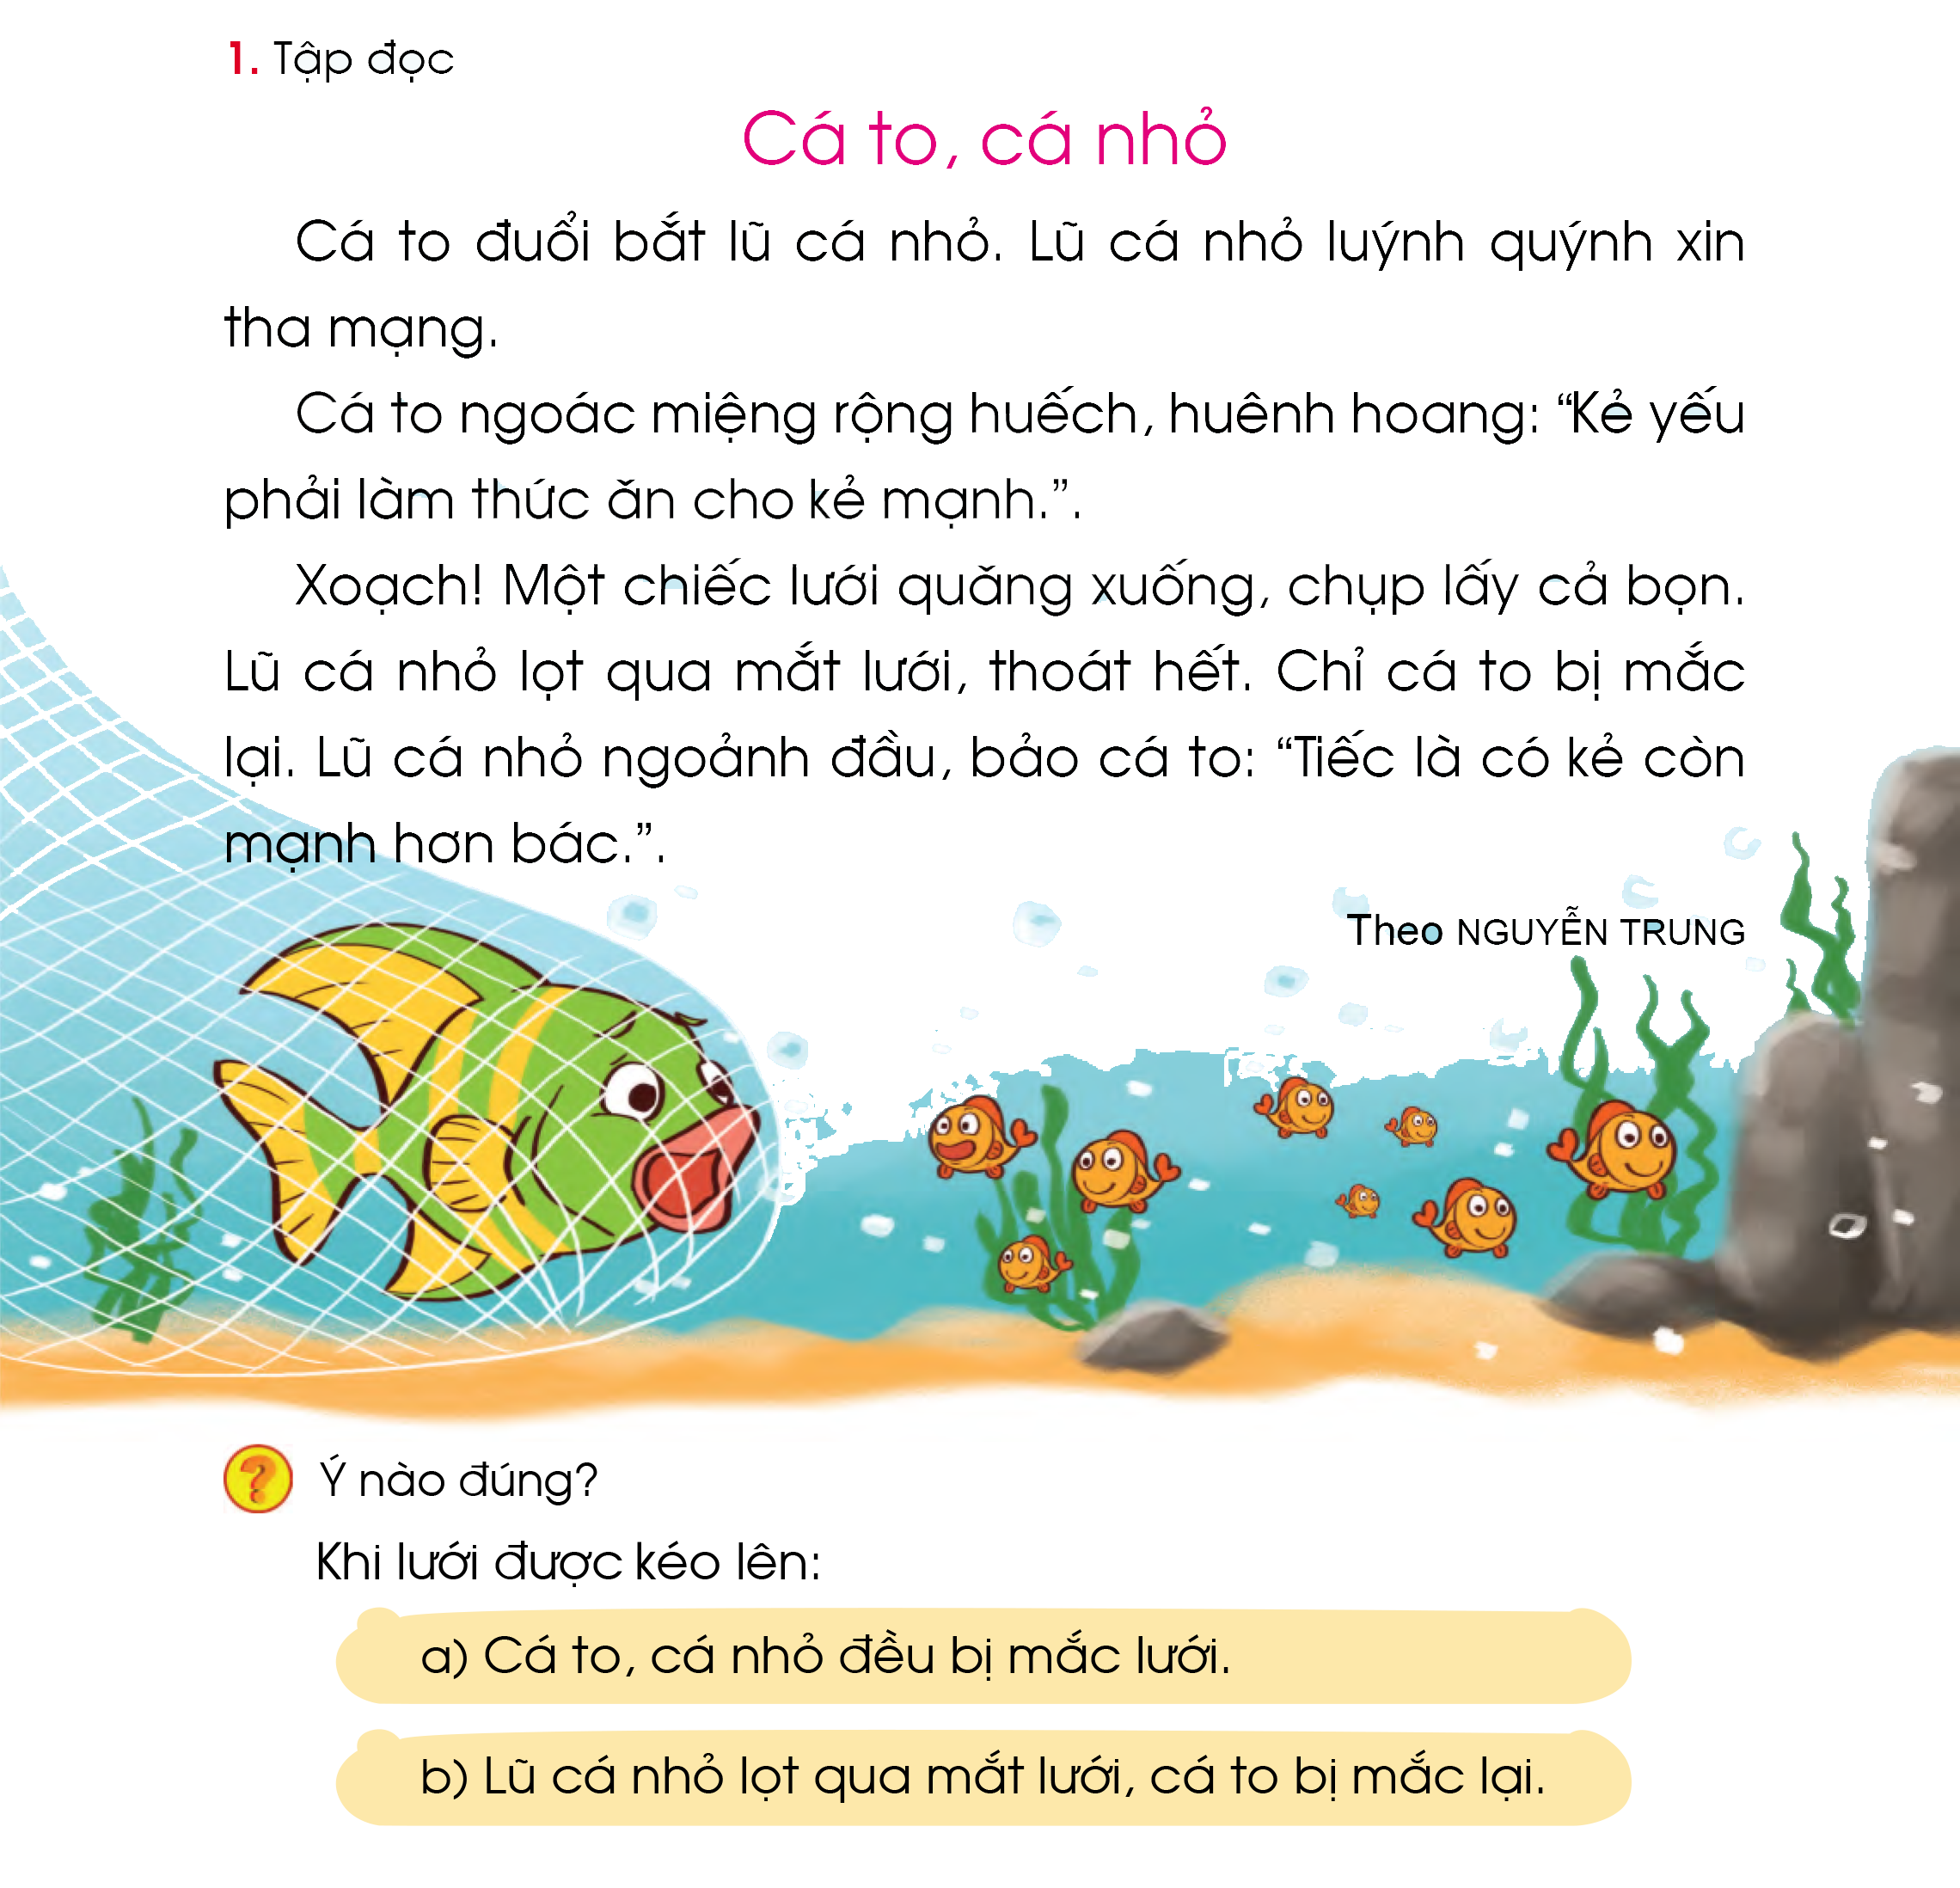 1. Tập đọc
Cá to, cá nhỏ
Cá to đuổi bắt lũ cá nhỏ. Lũ cá nhỏ luýnh quýnh xin
tha mạng.
Cá to ngoác miệng rộng huếch, huênh hoang: “Kẻ yếu
phải làm thức ăn cho kẻ mạnh.”.
Xoạch! Một chiếc lưới quăng xuống, chụp lấy cả bọn.
Lũ cá nhỏ lọt qua mắt lưới, thoát hết. Chỉ cá to bị mắc
lại. Lũ cá nhỏ ngoảnh đầu, bảo cá to: “Tiếc là có kẻ còn
mạnh hơn bác.”.
Theo NGUYỄN TRUNG
? Ý nào đúng?
Khi lưới được kéo lên:
a) Cá to, cá nhỏ đều bị mắc lưới.
b) Lũ cá nhỏ lọt qua mắt lưới, cá to bị mắc lại.